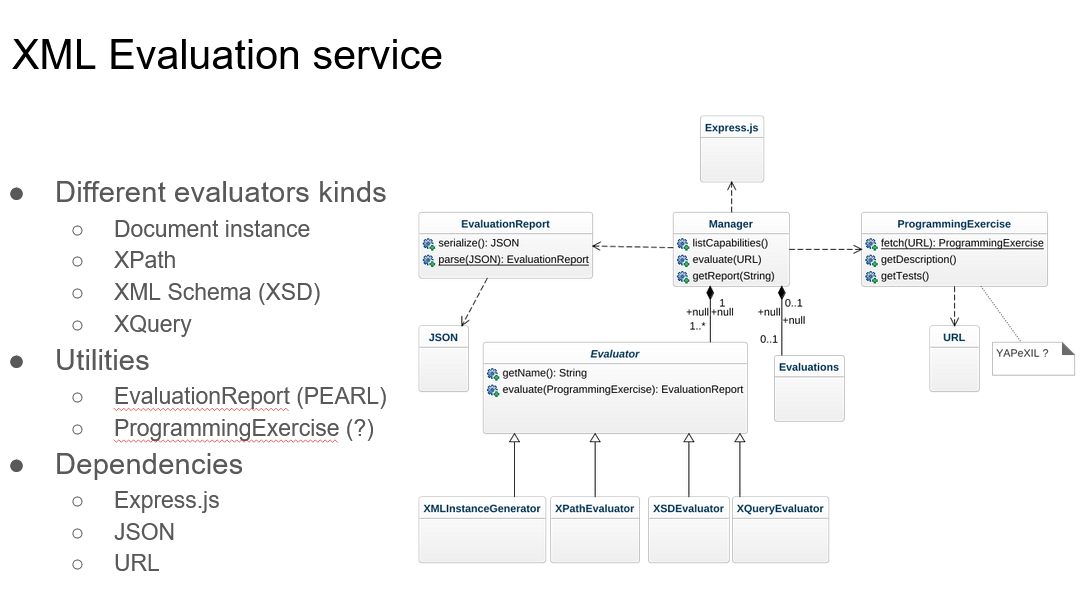 XML Evaluation service
● Different evaluators kinds
○ Document instance
○ XPath
○ XML Schema (XSD)
○ XQuery
● Utilities
○ EvaluationReport (PEARL)
○ ProgrammingExercise (?)
● Dependencies
○ Express.js
○ JSON
○ URL
Express.js
EvaluationReport
serialize(): JSON
parse(JSON): EvaluationReport
Manager
listCapabilities()
evaluate(URL)
getReport(String)
ProgrammingExercise
fetch(URL): ProgrammingExercise
getDescription()
getTests()
1
+null +null
1..*
0..1
+null
+null
0..1
JSON
Evaluator
getName(): String
evaluate(ProgrammingExercise): EvaluationReport
Evaluations
URL
YAPeXIL ?
XMLInstanceGenerator
XPathEvaluator
XSDEvaluator
XQueryEvaluator